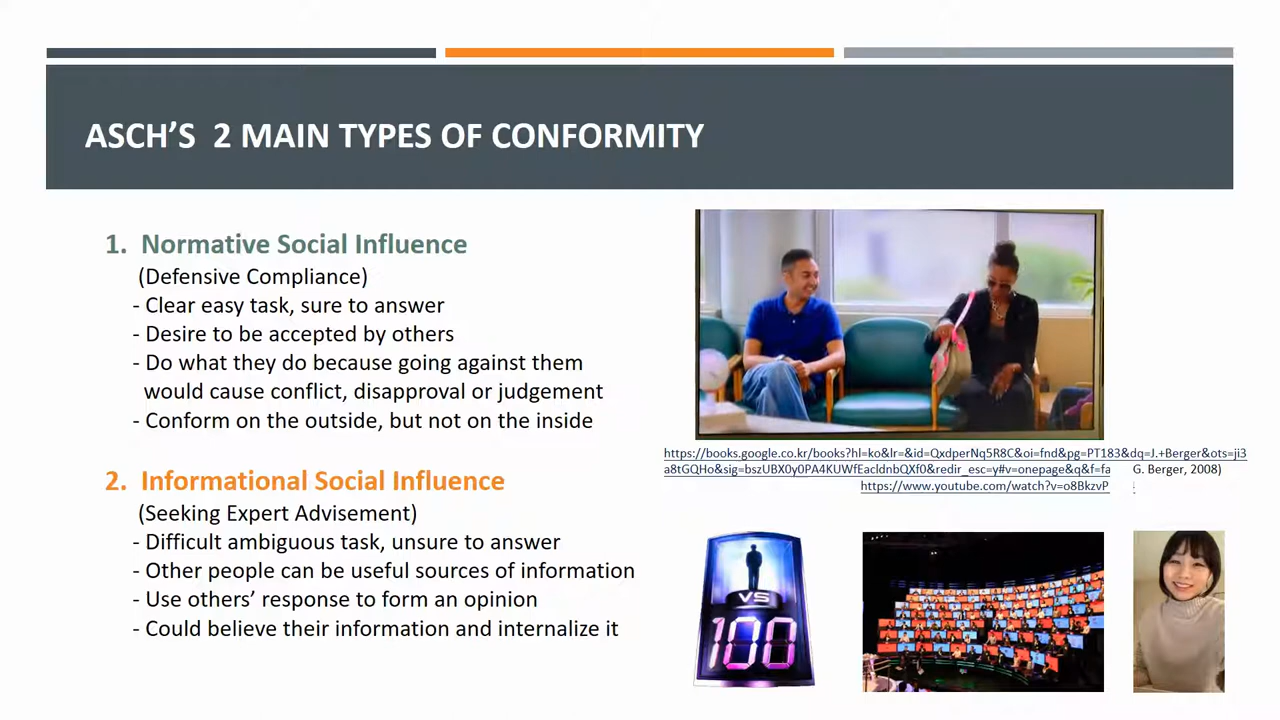 ASCH'S 2 MAIN TYPES OF CONFORMITY
1. Normative Social Influence
(Defensive Compliance)
- Clear easy task, sure to answer
- Desire to be accepted by others
- Do what they do because going against them
would cause conflict, disapproval or judgement
- Conform on the outside, but not on the inside
2. Informational Social Influence
(Seeking Expert Advisement)
- Difficult ambiguous task, unsure to answer
- Other people can be useful sources of information
- Use others' response to form an opinion
- Could believe their information and internalize it
https://books.google.co.kr/books?hl=ko&lr=&id=QxdperNq5R8C&oi=fnd&pg=PT183&dq=J.+Berger&ots=ji3
a8tGQHo&sig=bszUBX0y0PA4KUWfEacldnbQXf0&redir_esc=y#v=onepage&q&f=fa G. Berger, 2008)
https://www.youtube.com/watch?v=o8BkzvP
VS
100